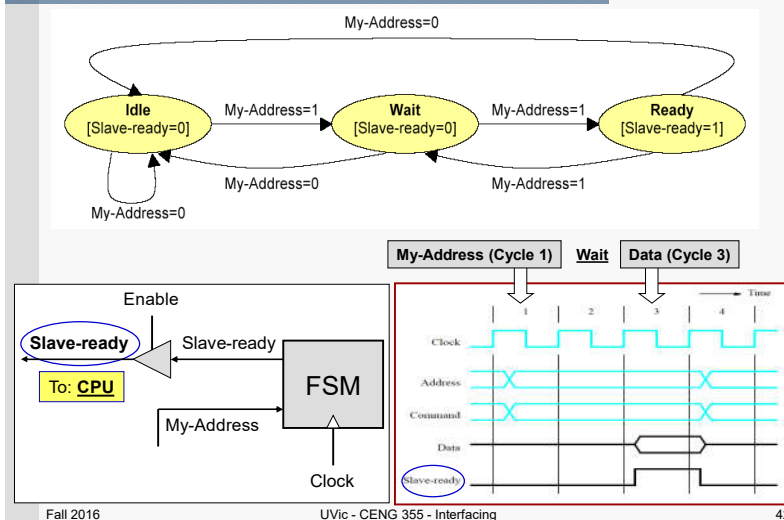 My-Address=0
Idle
[Slave-ready=0]
My-Address=1
Wait
[Slave-ready=0]
My-Address=1
Ready
[Slave-ready=1]
My-Address=0
My-Address=1
My-Address=0
My-Address (Cycle 1)
Wait
Data (Cycle 3)
Enable
Slave-ready
Slave-ready
To: CPU
FSM
My-Address
Clock
Time
1 2 3 4
Clock
Address
Command
Data
Slave-ready
Fall 2016
UVic - CENG 355 - Interfacing